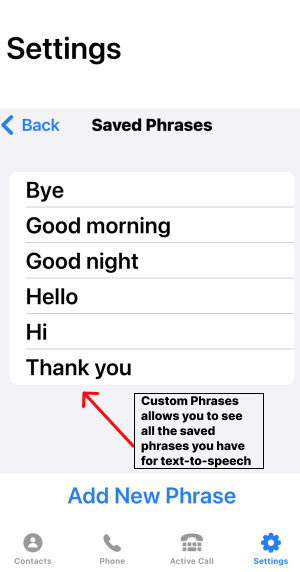 Settings
Back
Saved Phrases
Bye
Good morning
Good night
Hello
Hi
Thank you
Custom Phrases
allows you to see
all the saved
phrases you have
for text-to-speech
Add New Phrase
Contacts
Phone
Active Call
Settings